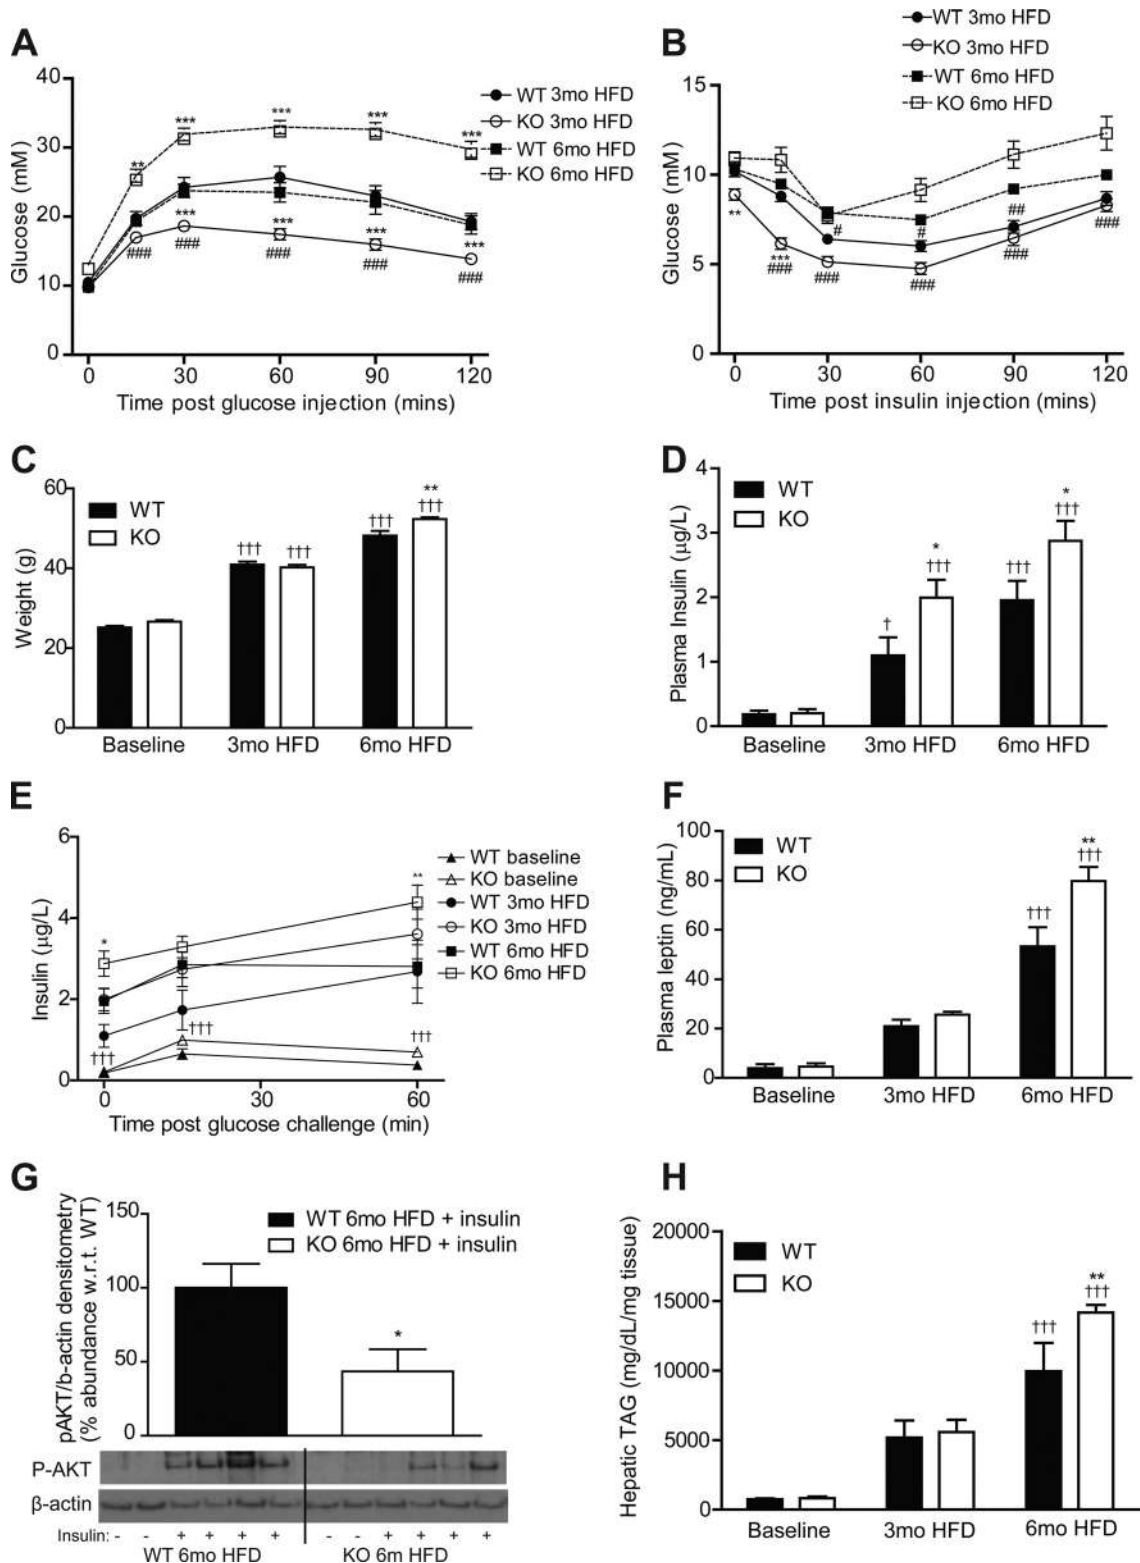 A
Glucose (mM)
40
30
20
10
0
0 30 60 90 120
Time post glucose injection (mins)
WT 3mo HFD
KO 3mo HFD
WT 6mo HFD
KO 6mo HFD
** *** *** *** ***
*** *** *** ***
### ### ### ### ###
B
WT 3mo HFD
KO 3mo HFD
WT 6mo HFD
KO 6mo HFD
Glucose (mM)
15
10
5
0
0 30 60 90 120
Time post insulin injection (mins)
**
***
###
#
###
#
###
##
###
###
C
Weight (g)
60
40
20
0
WT
KO
†††
†††
†††
**
†††
Baseline 3mo HFD 6mo HFD
D
Plasma Insulin (µg/L)
4
3
2
1
0
WT
KO
†
*
†††
†††
*
†††
Baseline 3mo HFD 6mo HFD
E
Insulin (µg/L)
6
4
2
0
*
**
†††
†††
†††
0 30 60
Time post glucose challenge (min)
WT baseline
KO baseline
WT 3mo HFD
KO 3mo HFD
WT 6mo HFD
KO 6mo HFD
F
Plasma leptin (ng/mL)
100
80
60
40
20
0
WT
KO
†††
**
†††
Baseline 3mo HFD 6mo HFD
G
pAKT/b-actin densitometry
(% abundance w.r.t. WT)
150
100
50
0
WT 6mo HFD + insulin
KO 6mo HFD + insulin
*
P-AKT
β-actin
Insulin: - - + + + + - - + + + +
WT 6mo HFD KO 6m HFD
H
Hepatic TAG (mg/dL/mg tissue)
20000
15000
10000
5000
0
WT
KO
†††
**
†††
Baseline 3mo HFD 6mo HFD